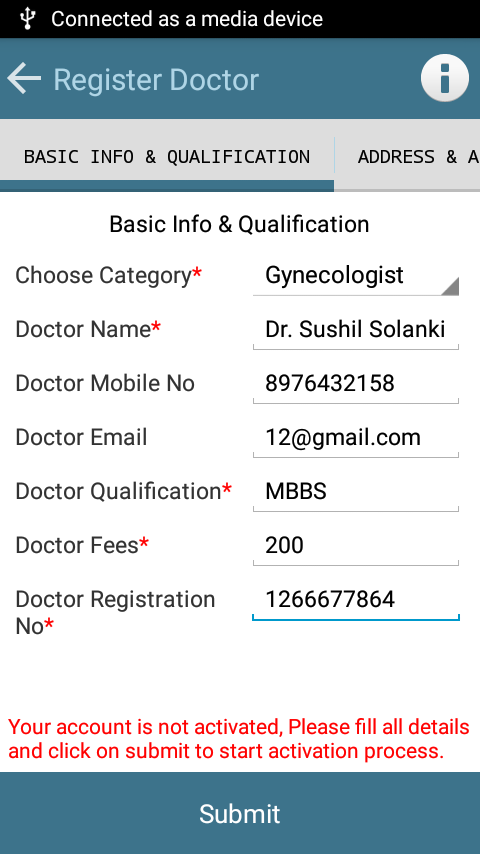 Connected as a media device
Register Doctor
BASIC INFO & QUALIFICATION ADDRESS & A
Basic Info & Qualification
Choose Category* Gynecologist
Doctor Name* Dr. Sushil Solanki
Doctor Mobile No 8976432158
Doctor Email 12@gmail.com
Doctor Qualification* MBBS
Doctor Fees* 200
Doctor Registration 1266677864
No*
Your account is not activated, Please fill all details
and click on submit to start activation process.
Submit